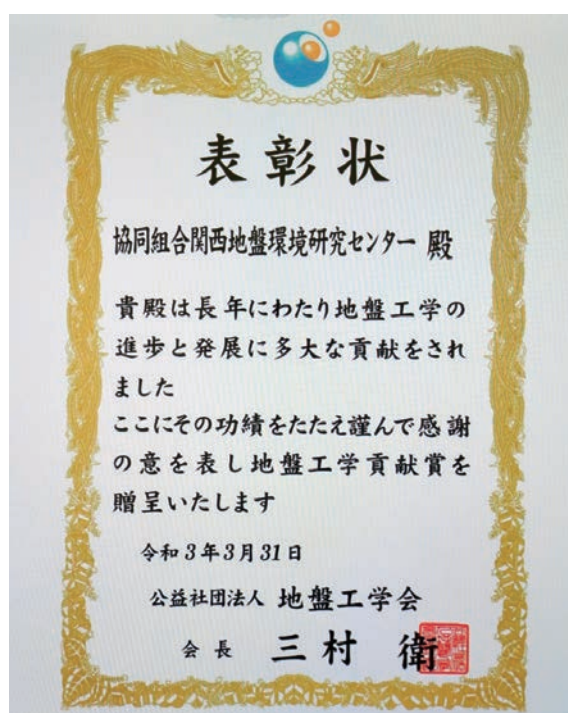 表彰状
協同組合関西地盤環境研究センター 殿
貴殿は長年にわたり地盤工学の
進歩と発展に多大な貢献をされ
ました
ここにその功績をたたえ謹んで感謝
の意を表し地盤工学貢献賞を
贈呈いたします
令和3年3月31日
公益社団法人 地盤工学会
会長 三村 衛